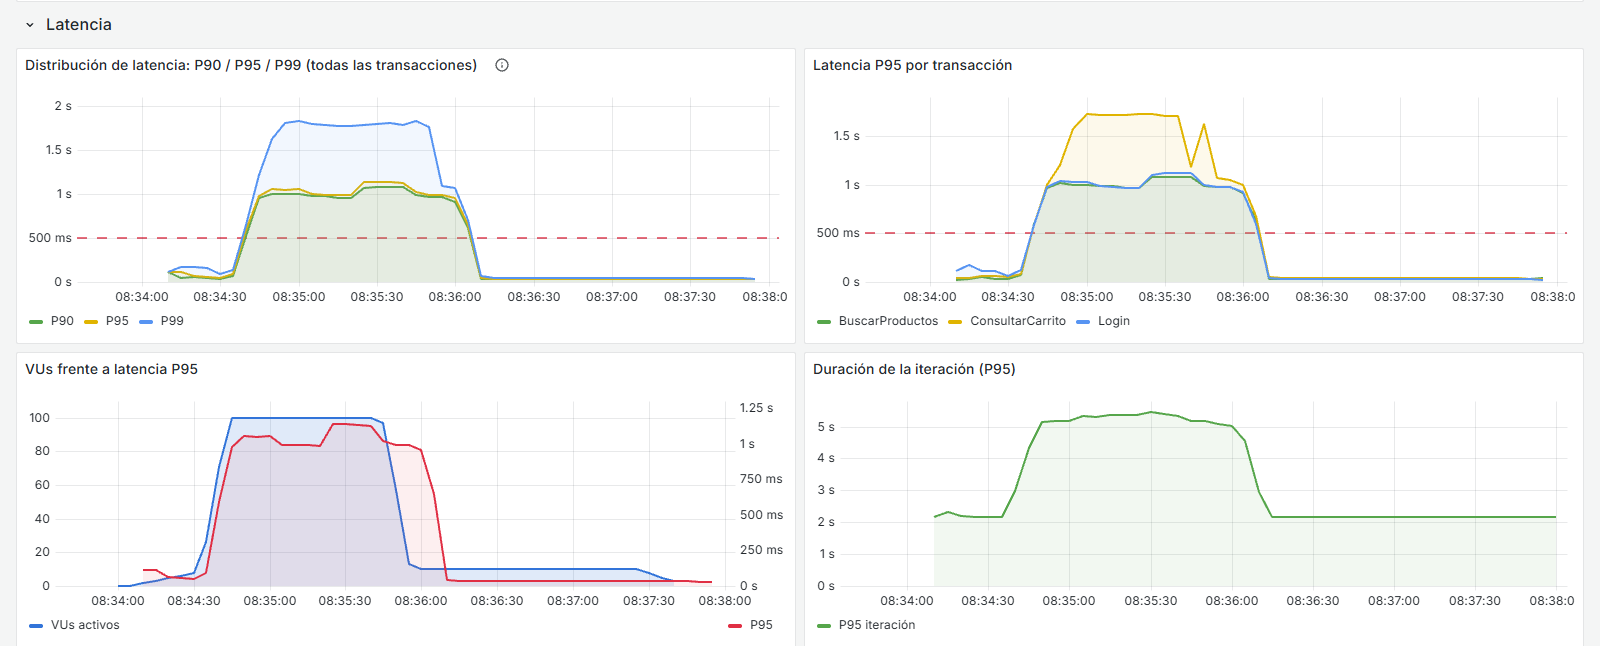 Latencia
Distribución de latencia: P90 / P95 / P99 (todas las transacciones)
2 s
1.5 s
1 s
500 ms
0 s
08:34:00 08:34:30 08:35:00 08:35:30 08:36:00 08:36:30 08:37:00 08:37:30 08:38:0
P90 P95 P99
Latencia P95 por transacción
1.5 s
1 s
500 ms
0 s
08:34:00 08:34:30 08:35:00 08:35:30 08:36:00 08:36:30 08:37:00 08:37:30 08:38:0
BuscarProductos ConsultarCarrito Login
VUs frente a latencia P95
100
80
60
40
20
0
1.25 s
1 s
750 ms
500 ms
250 ms
0 s
08:34:00 08:34:30 08:35:00 08:35:30 08:36:00 08:36:30 08:37:00 08:37:30 08:38:00
VUs activos P95
Duración de la iteración (P95)
5 s
4 s
3 s
2 s
1 s
0 s
08:34:00 08:34:30 08:35:00 08:35:30 08:36:00 08:36:30 08:37:00 08:37:30 08:38:0
P95 iteración